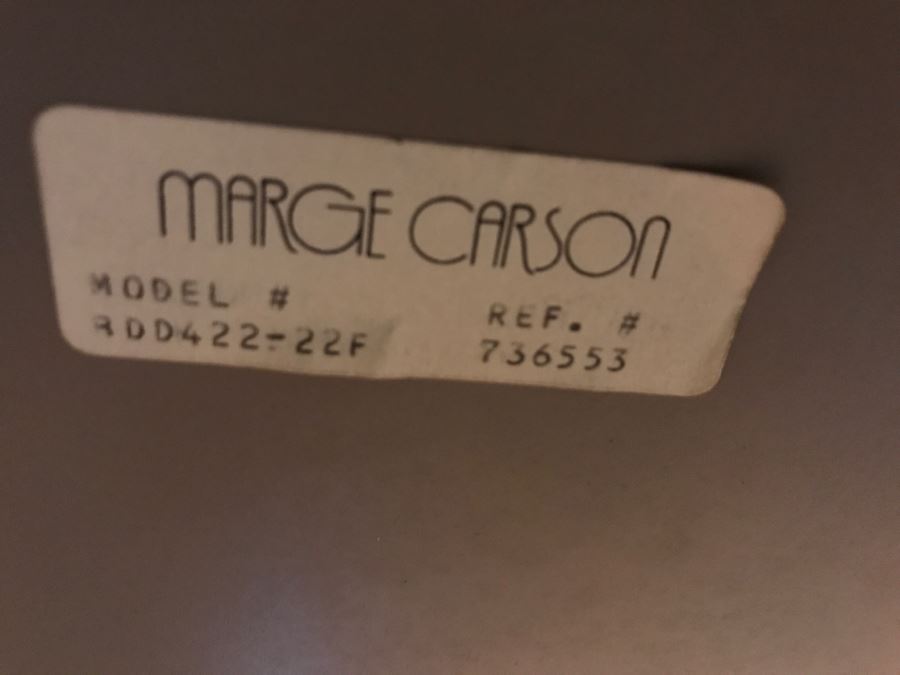 MARGE CARSON
MODEL # REF. #
RDD422-22F 736553